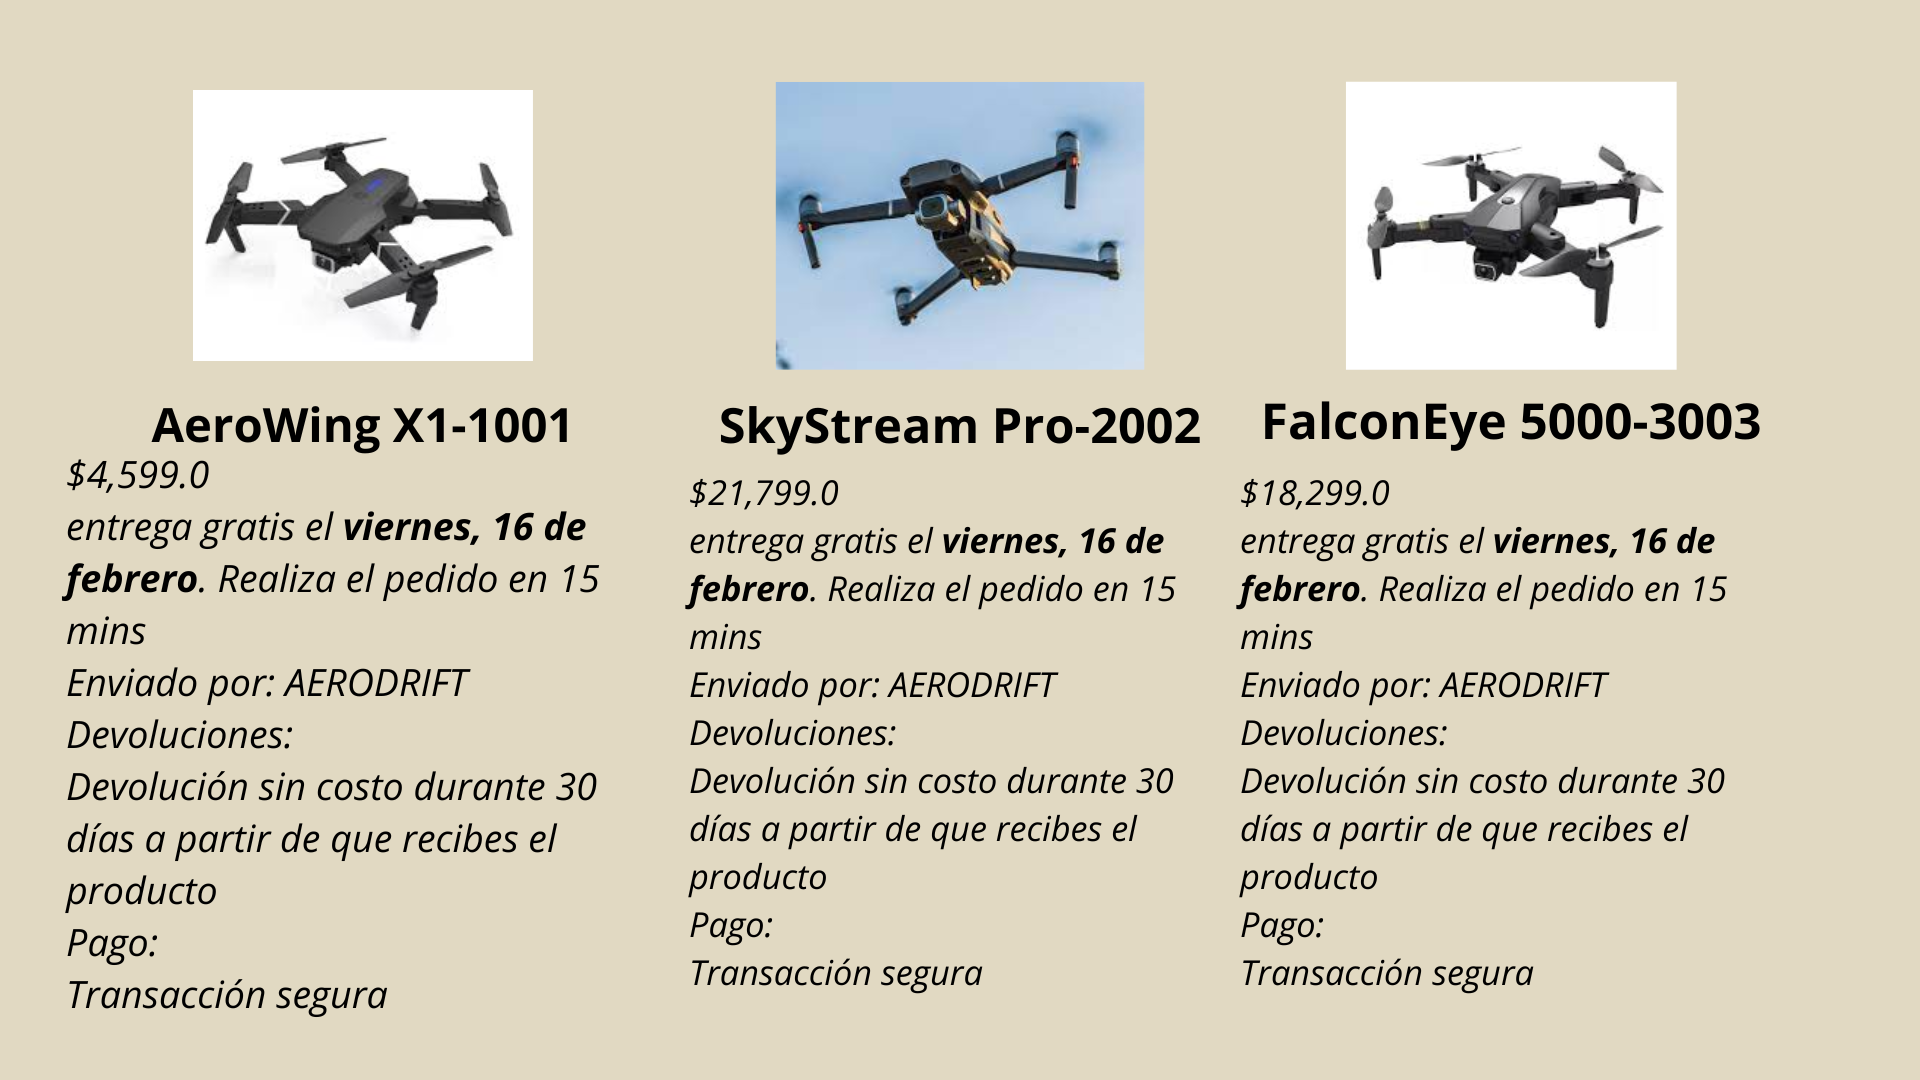 AeroWing X1-1001
$4,599.0
entrega gratis el viernes, 16 de
febrero. Realiza el pedido en 15
mins
Enviado por: AERODRIFT
Devoluciones:
Devolución sin costo durante 30
días a partir de que recibes el
producto
Pago:
Transacción segura
SkyStream Pro-2002
$21,799.0
entrega gratis el viernes, 16 de
febrero. Realiza el pedido en 15
mins
Enviado por: AERODRIFT
Devoluciones:
Devolución sin costo durante 30
días a partir de que recibes el
producto
Pago:
Transacción segura
FalconEye 5000-3003
$18,299.0
entrega gratis el viernes, 16 de
febrero. Realiza el pedido en 15
mins
Enviado por: AERODRIFT
Devoluciones:
Devolución sin costo durante 30
días a partir de que recibes el
producto
Pago:
Transacción segura